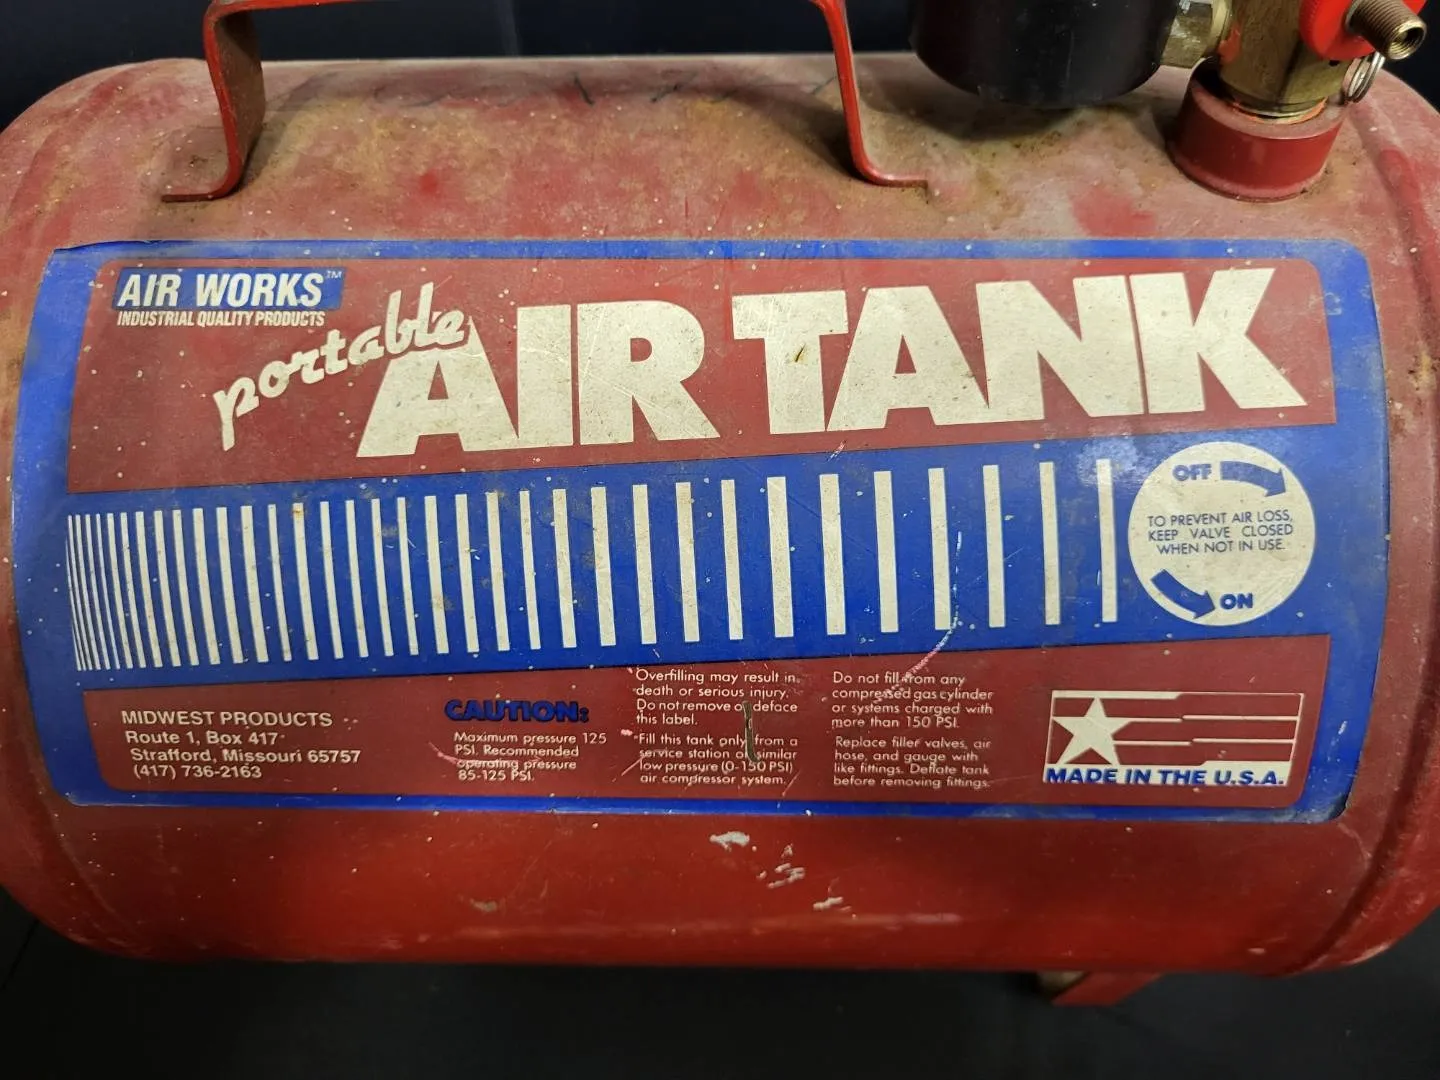 AIR WORKS™
INDUSTRIAL QUALITY PRODUCTS
portable
AIR TANK
OFF
TO PREVENT AIR LOSS,
KEEP VALVE CLOSED
WHEN NOT IN USE.
ON
MIDWEST PRODUCTS
Route 1, Box 417
Strafford, Missouri 65757
(417) 736-2163
CAUTION:
Maximum pressure 125
PSI. Recommended
operating pressure
85-125 PSI.
Overfilling may result in
death or serious injury.
Do not remove or deface
this label.
Fill this tank only from a
service station or similar
low pressure (0-150 PSI)
air compressor system.
Do not fill from any
compressed gas cylinder
or systems charged with
more than 150 PSI.
Replace filler valves, air
hose, and gauge with
like fittings. Deflate tank
before removing fittings.
MADE IN THE U.S.A.